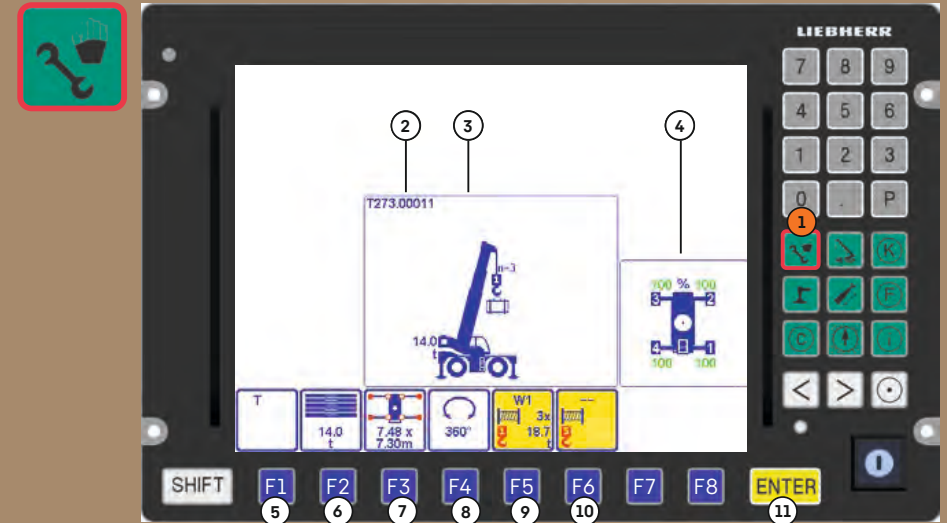 LIEBHERR
7 8 9
4 5 6
1 2 3
0 . P
1
K
F
C i
< >
2 3 4
T273.00011
n=3
1
14.0
t
100 % 100
3 2
4 1
100 100
T
14.0
t
7.48 x
7.30m
360°
W1
3x
18.7
t
--
SHIFT F1 F2 F3 F4 F5 F6 F7 F8 ENTER
5 6 7 8 9 10 11